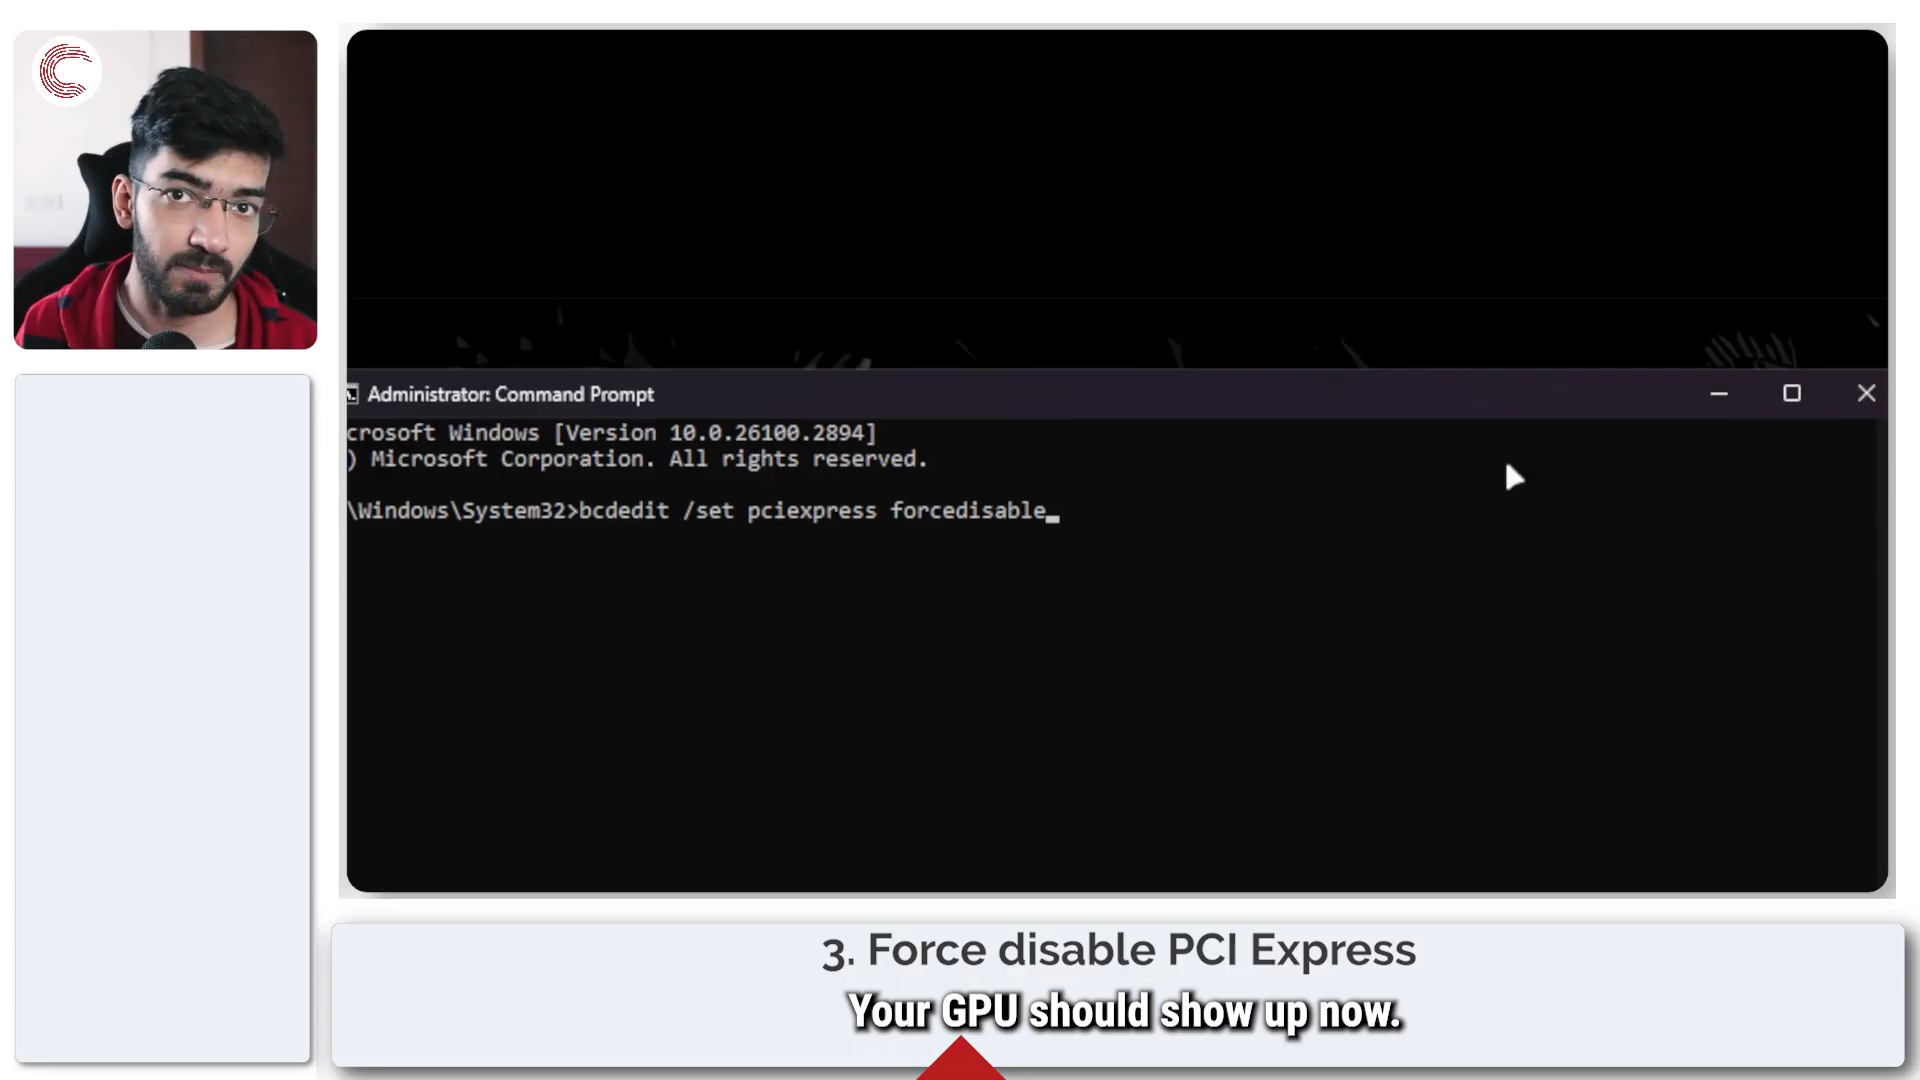 Administrator: Command Prompt
crosoft Windows [Version 10.0.26100.2894]
) Microsoft Corporation. All rights reserved.
\Windows\System32>bcdedit /set pciexpress forcedisable_
3. Force disable PCI Express
Your GPU should show up now.